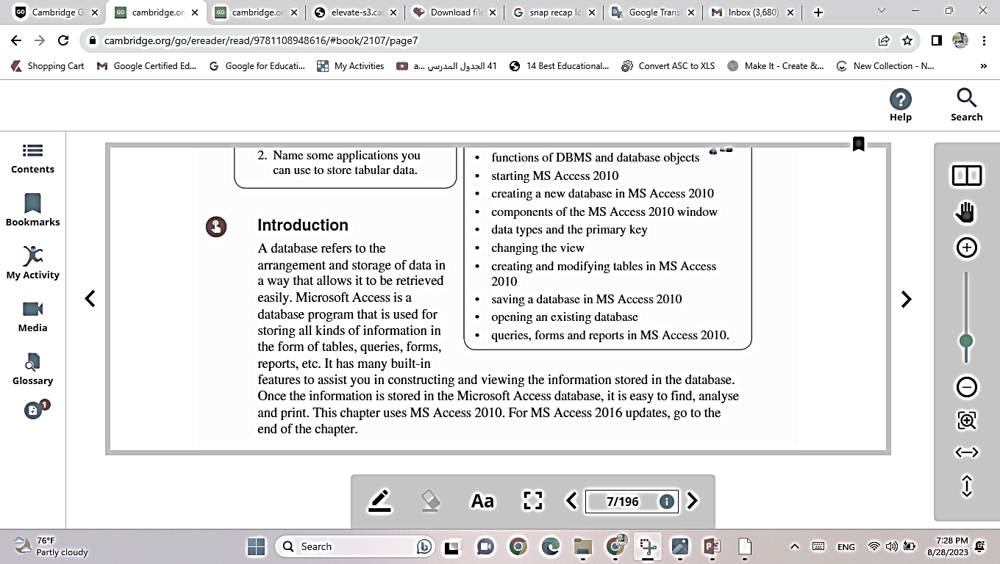 Cambridge G
cambridge.or
cambridge.or
elevate-s3.ca
Download file
snap recap lo
Google Trans
Inbox (3,680)
cambridge.org/go/ereader/read/9781108948616/#book/2107/page7
Shopping Cart
Google Certified Ed...
Google for Educati...
My Activities
41 الجدول المدرسي a...
14 Best Educational...
Convert ASC to XLS
Make It - Create &...
New Collection - N...
»
Help
Search
Contents
Bookmarks
My Activity
Media
Glossary
1
2. Name some applications you
can use to store tabular data.
Introduction
A database refers to the
arrangement and storage of data in
a way that allows it to be retrieved
easily. Microsoft Access is a
database program that is used for
storing all kinds of information in
the form of tables, queries, forms,
reports, etc. It has many built-in
features to assist you in constructing and viewing the information stored in the database.
Once the information is stored in the Microsoft Access database, it is easy to find, analyse
and print. This chapter uses MS Access 2010. For MS Access 2016 updates, go to the
end of the chapter.
• functions of DBMS and database objects
• starting MS Access 2010
• creating a new database in MS Access 2010
• components of the MS Access 2010 window
• data types and the primary key
• changing the view
• creating and modifying tables in MS Access
2010
• saving a database in MS Access 2010
• opening an existing database
• queries, forms and reports in MS Access 2010.
Aa
7/196
76°F
Partly cloudy
Search
ENG
7:28 PM
8/28/2023